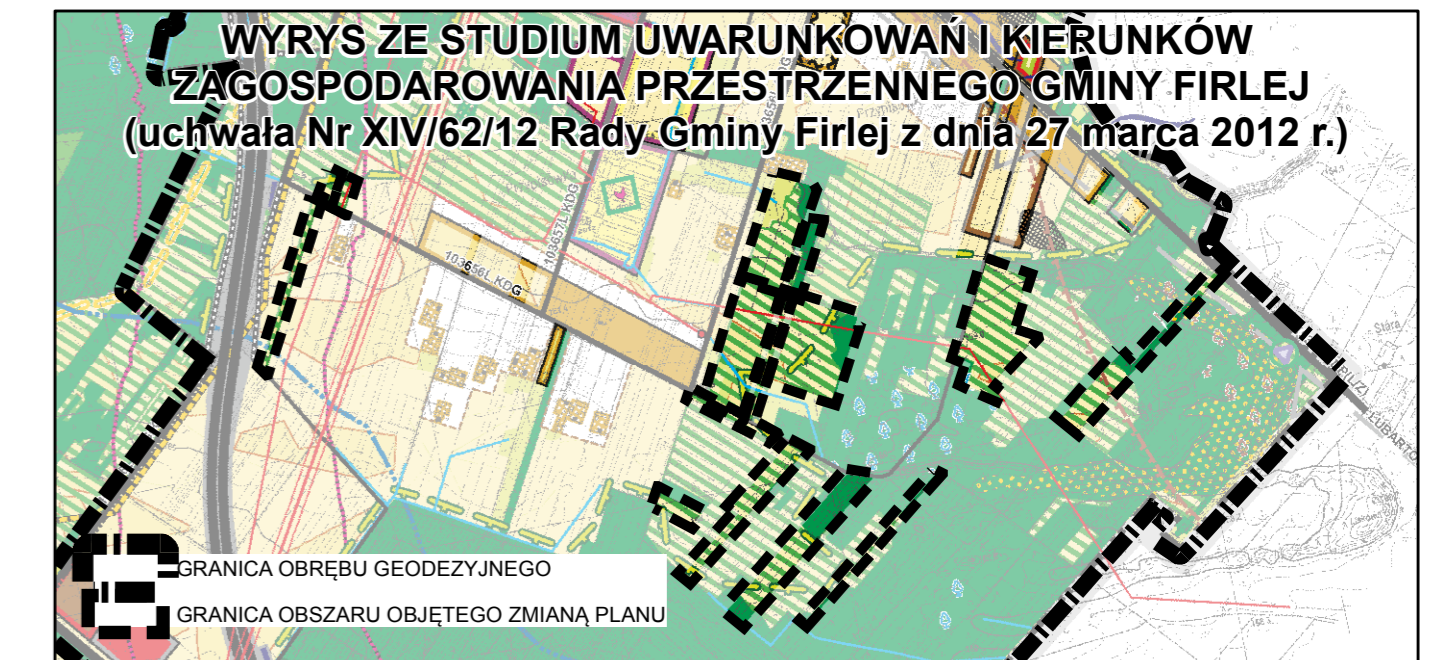 WYRYS ZE STUDIUM UWARUNKOWAŃ I KIERUNKÓW
ZAGOSPODAROWANIA PRZESTRZENNEGO GMINY FIRLEJ
(uchwała Nr XIV/62/12 Rady Gminy Firlej z dnia 27 marca 2012 r.)
103657L KDG
103656L KDG
Stara
GRANICA OBRĘBU GEODEZYJNEGO
GRANICA OBSZARU OBJĘTEGO ZMIANĄ PLANU